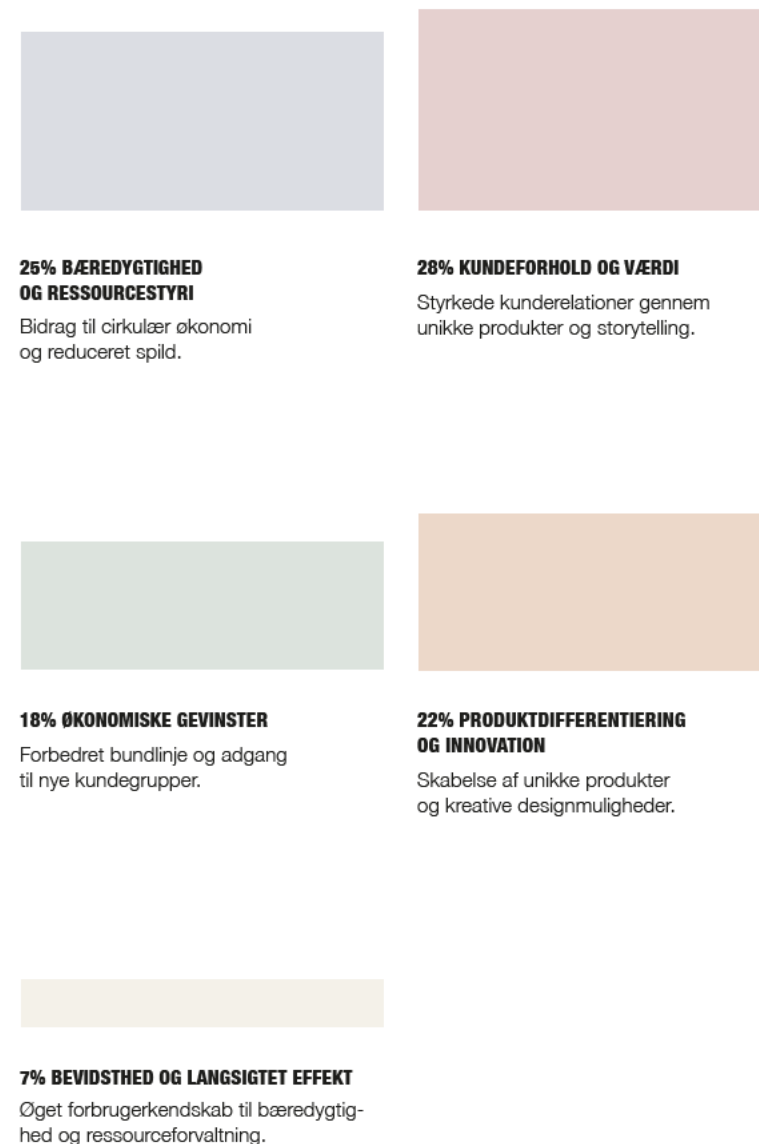 25% BÆREDYGTIGHED
OG RESSOURCESTYRI
Bidrag til cirkulær økonomi
og reduceret spild.
28% KUNDEFORHOLD OG VÆRDI
Styrkede kunderelationer gennem
unikke produkter og storytelling.
18% ØKONOMISKE GEVINSTER
Forbedret bundlinje og adgang
til nye kundegrupper.
22% PRODUKTDIFFERENTIERING
OG INNOVATION
Skabelse af unikke produkter
og kreative designmuligheder.
7% BEVIDSTHED OG LANGSIGTET EFFEKT
Øget forbrugerkendskab til bæredygtig-
hed og ressourceforvaltning.